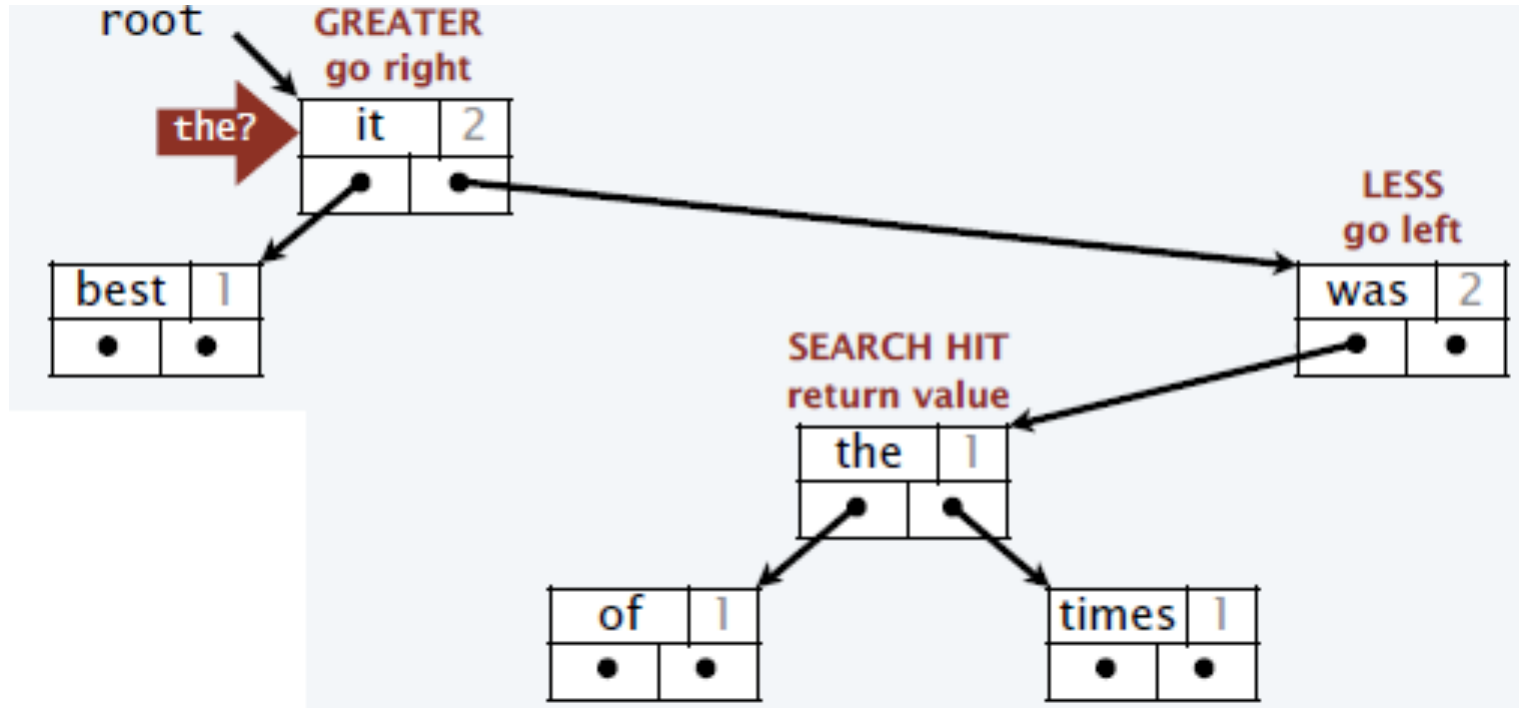 root
GREATER
go right
the?
it 2
LESS
go left
best 1
was 2
SEARCH HIT
return value
the 1
of 1
times 1